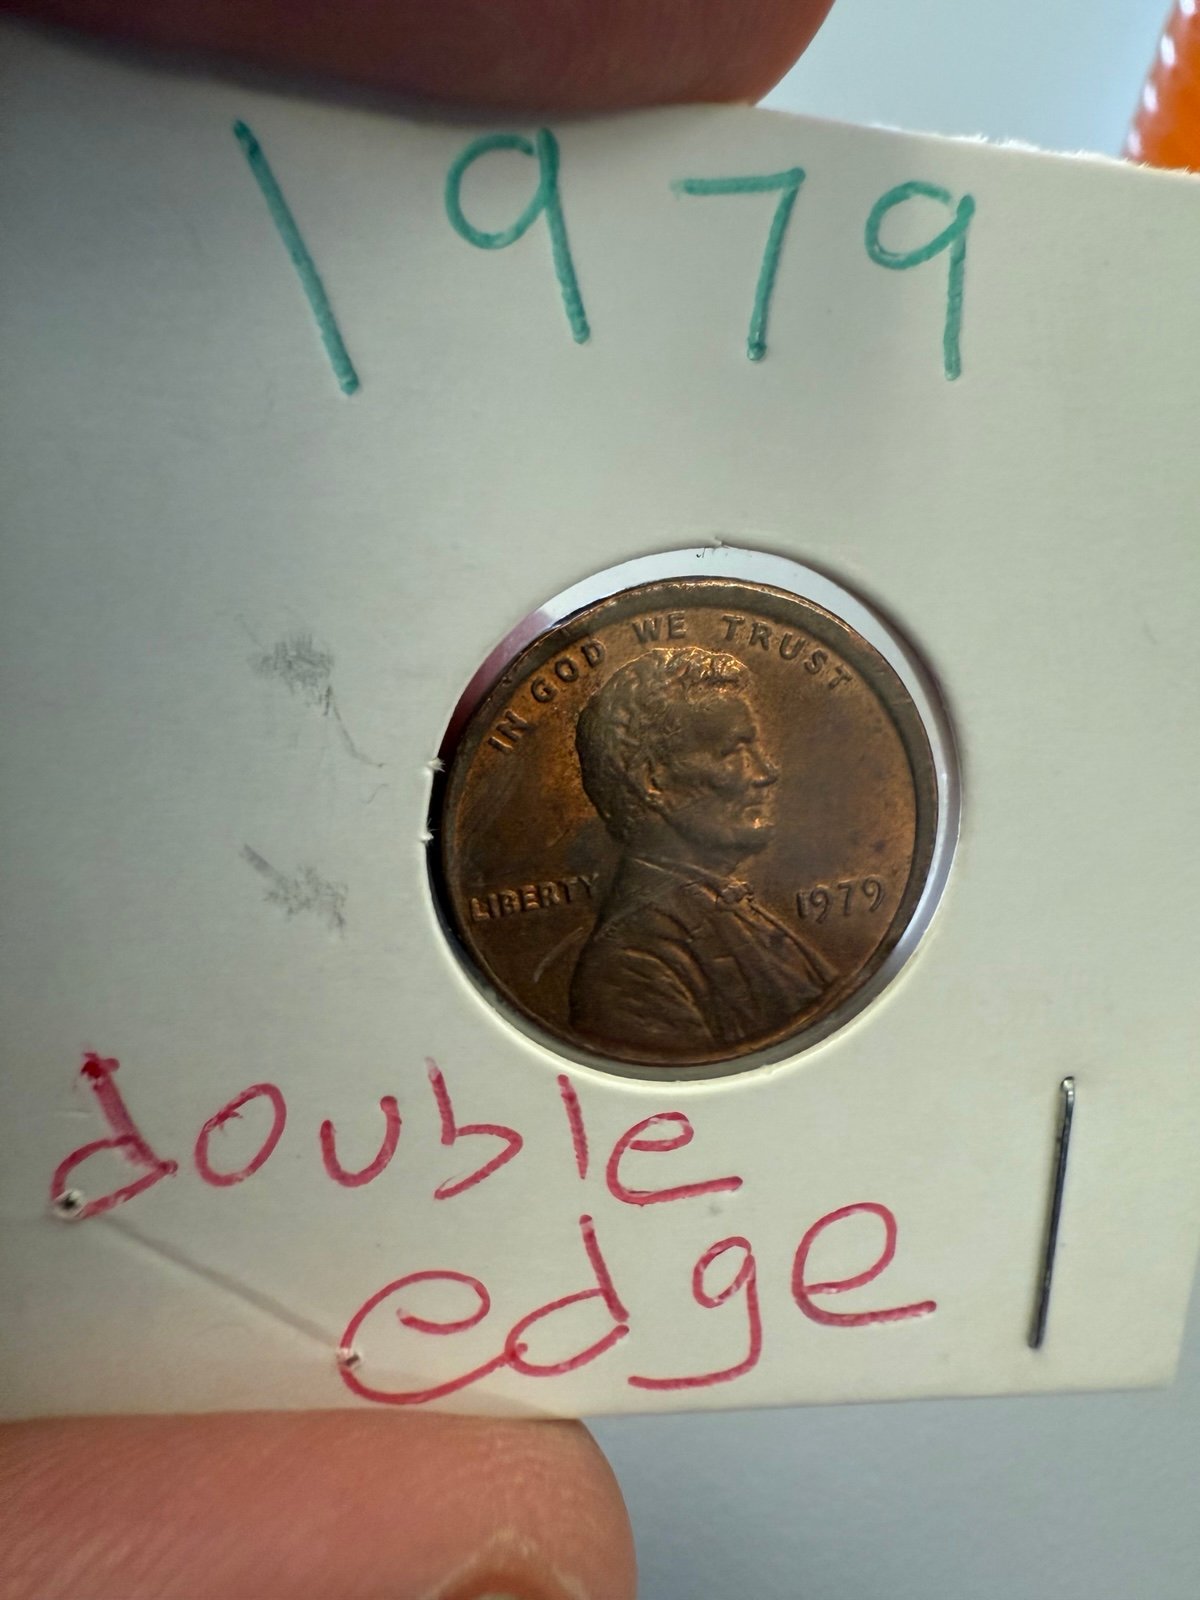 1979
IN GOD WE TRUST
LIBERTY 1979
double
edge